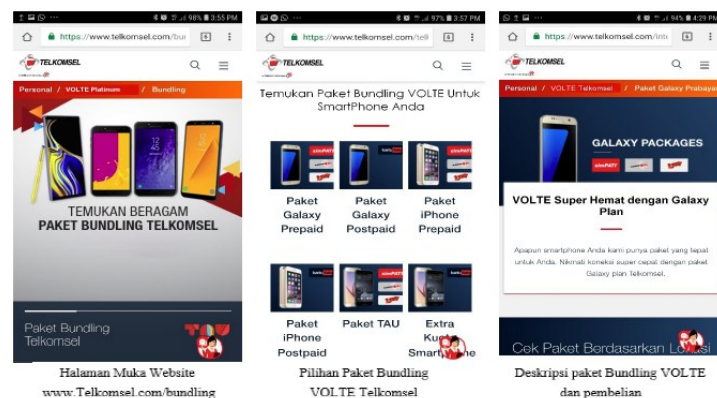 3:55 PM
98%
https://www.telkomsel.com/bur
TELKOMSEL
Personal / VOLTE Platinum / Bundling
TEMUKAN BERAGAM
PAKET BUNDLING TELKOMSEL
Paket Bundling
Telkomsel
TAU
Halaman Muka Website
www.Telkomsel.com/bundling
97% 3:57 PM
https://www.telkomsel.com/tel
TELKOMSEL
Temukan Paket Bundling VOLTE Untuk
SmartPhone Anda
Paket
Galaxy
Prepaid
Paket
Galaxy
Postpaid
Paket
iPhone
Prepaid
Paket
iPhone
Postpaid
Paket TAU
Extra
Pilihan Paket Bundling
VOLTE Telkomsel
94% 4:29 PM
https://www.telkomsel.com/int
TELKOMSEL
Personal / VOLTE Telkomsel / Paket Galaxy Prabayar
GALAXY PACKAGES
simPATI
VOLTE Super Hemat dengan Galaxy
Plan
Apapun smartphone Anda kami punya paket yang tepat
untuk Anda. Nikmati koneksi super cepat dengan paket
Galaxy plan Telkomsel.
Cek Paket Berdasarkan Lokasi
Deskripsi paket Bundling VOLTE
dan pembelian